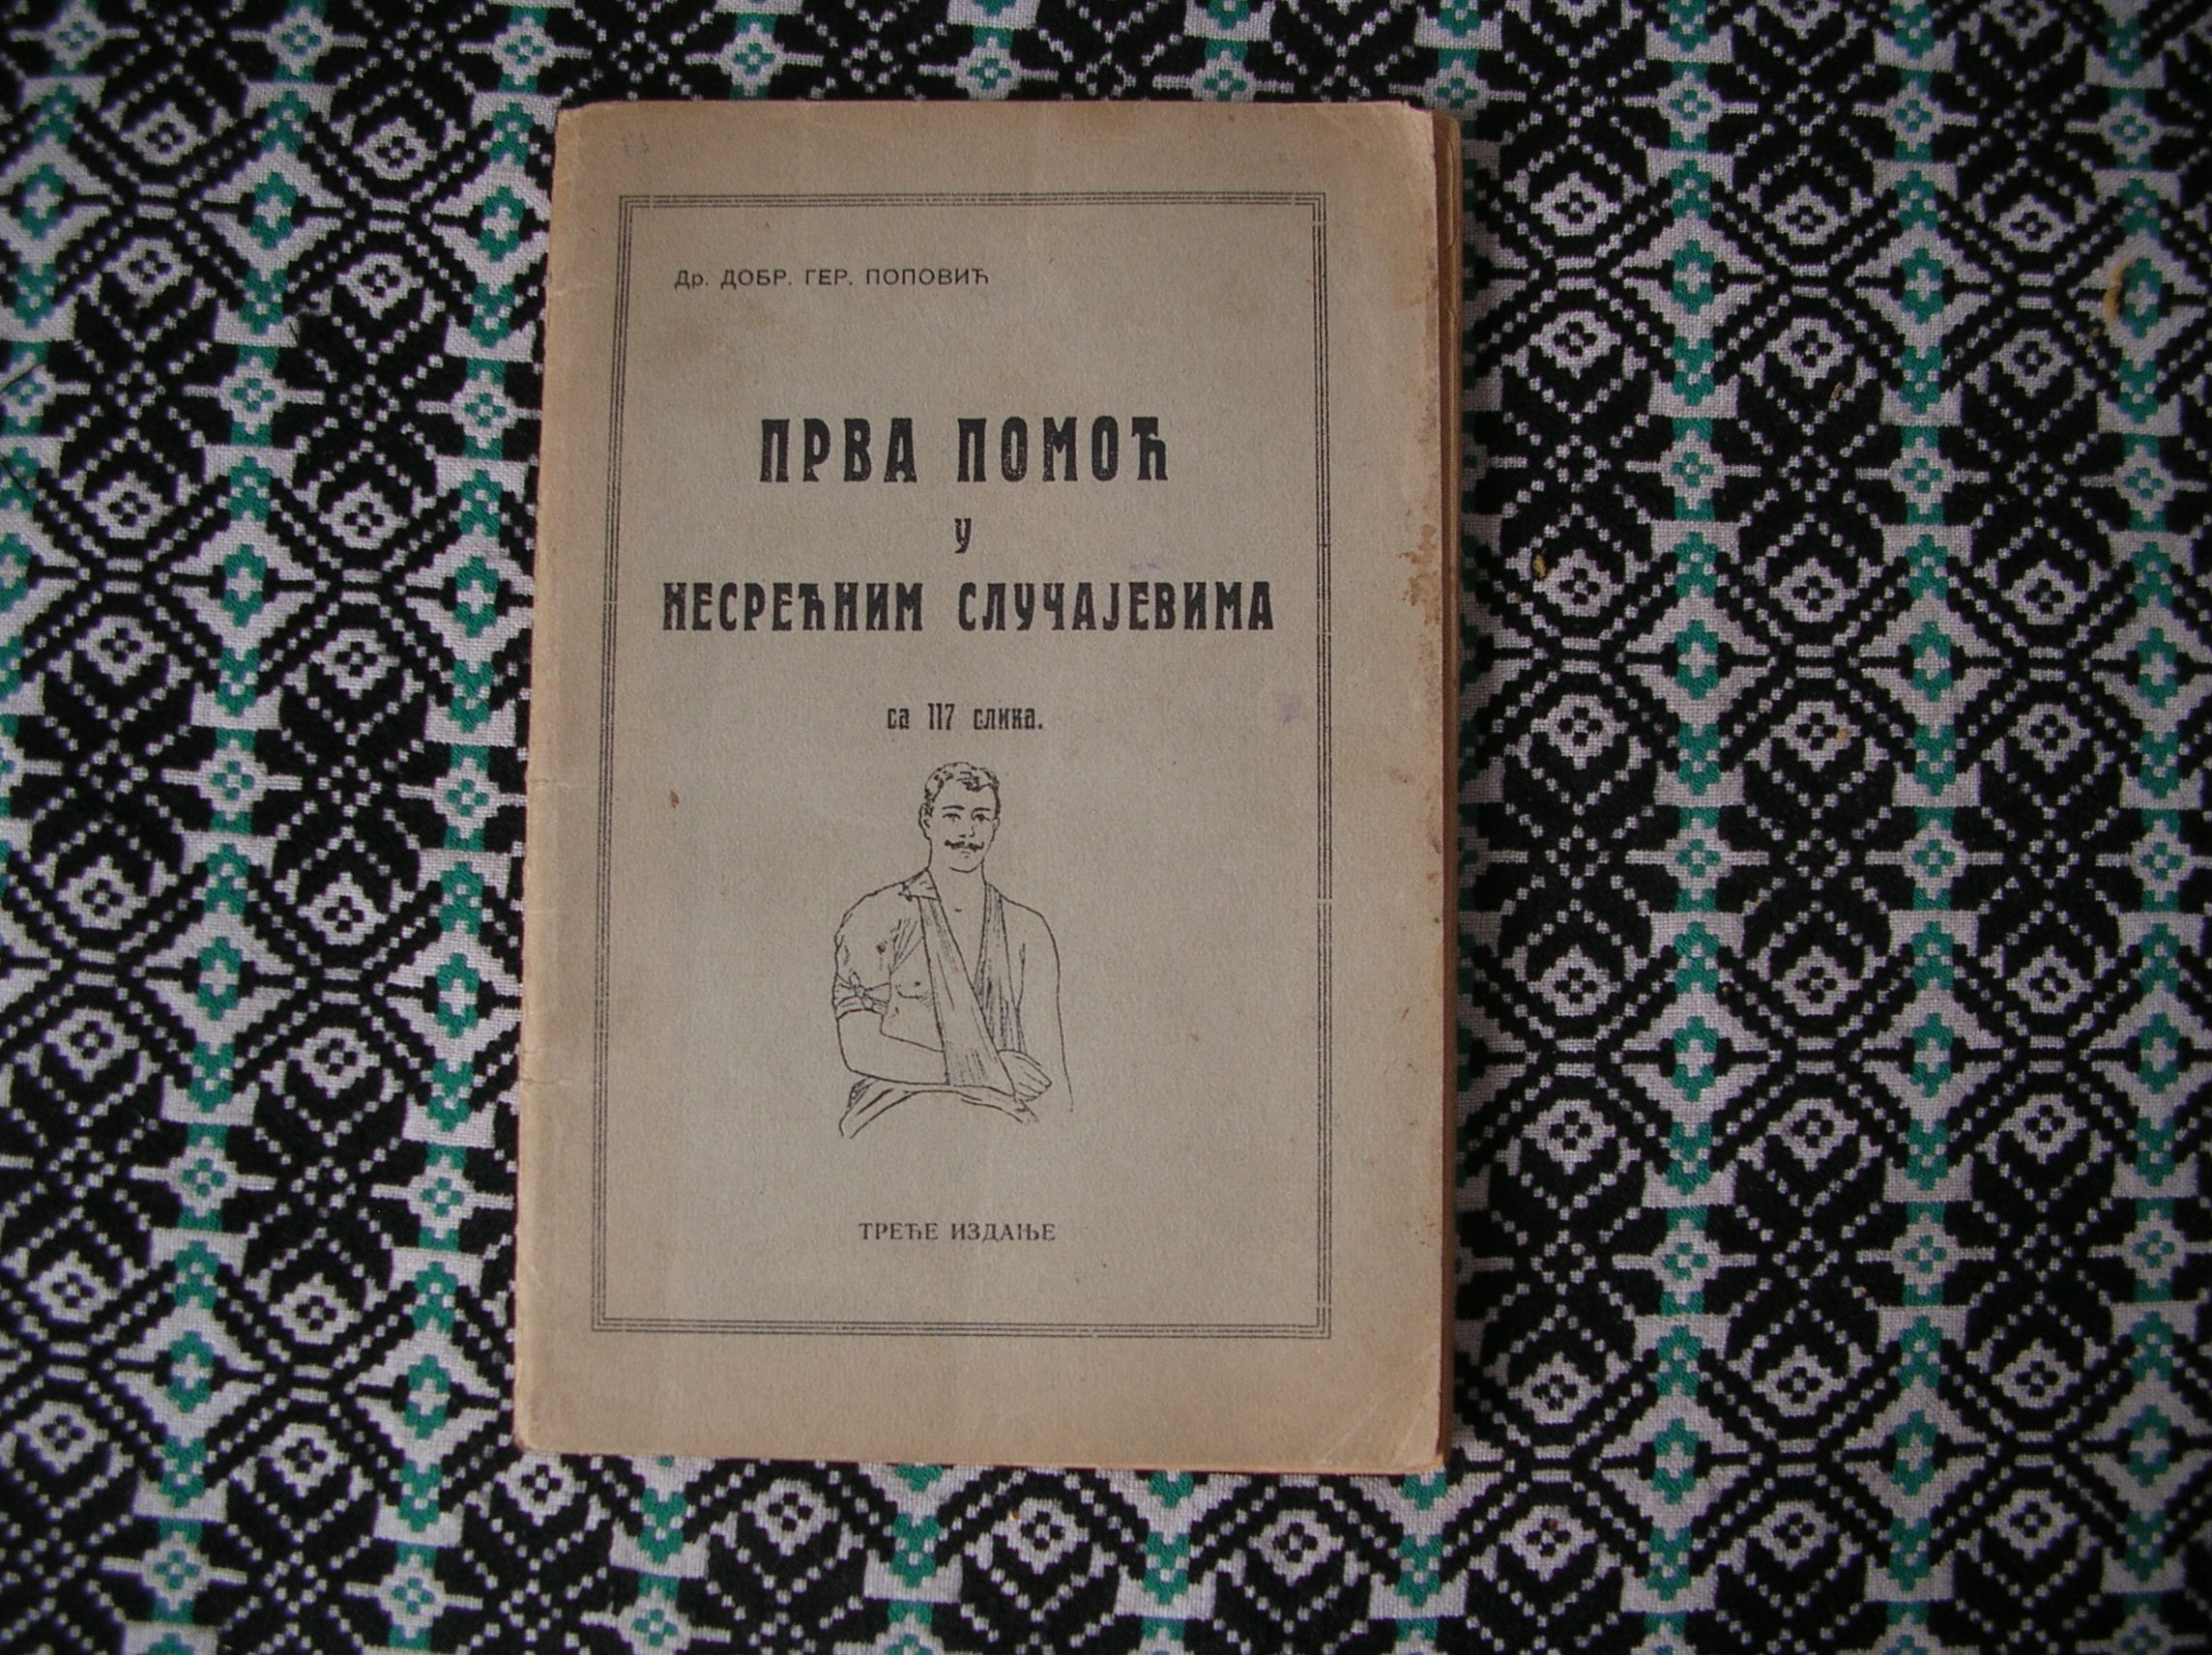 Др. ДОБР. ГЕР. ПОПОВИЋ
ПРВА ПОМОЋ
У
НЕСРЕЋНИМ СЛУЧАЈЕВИМА
са 117 слика.
ТРЕЋЕ ИЗДАЊЕ